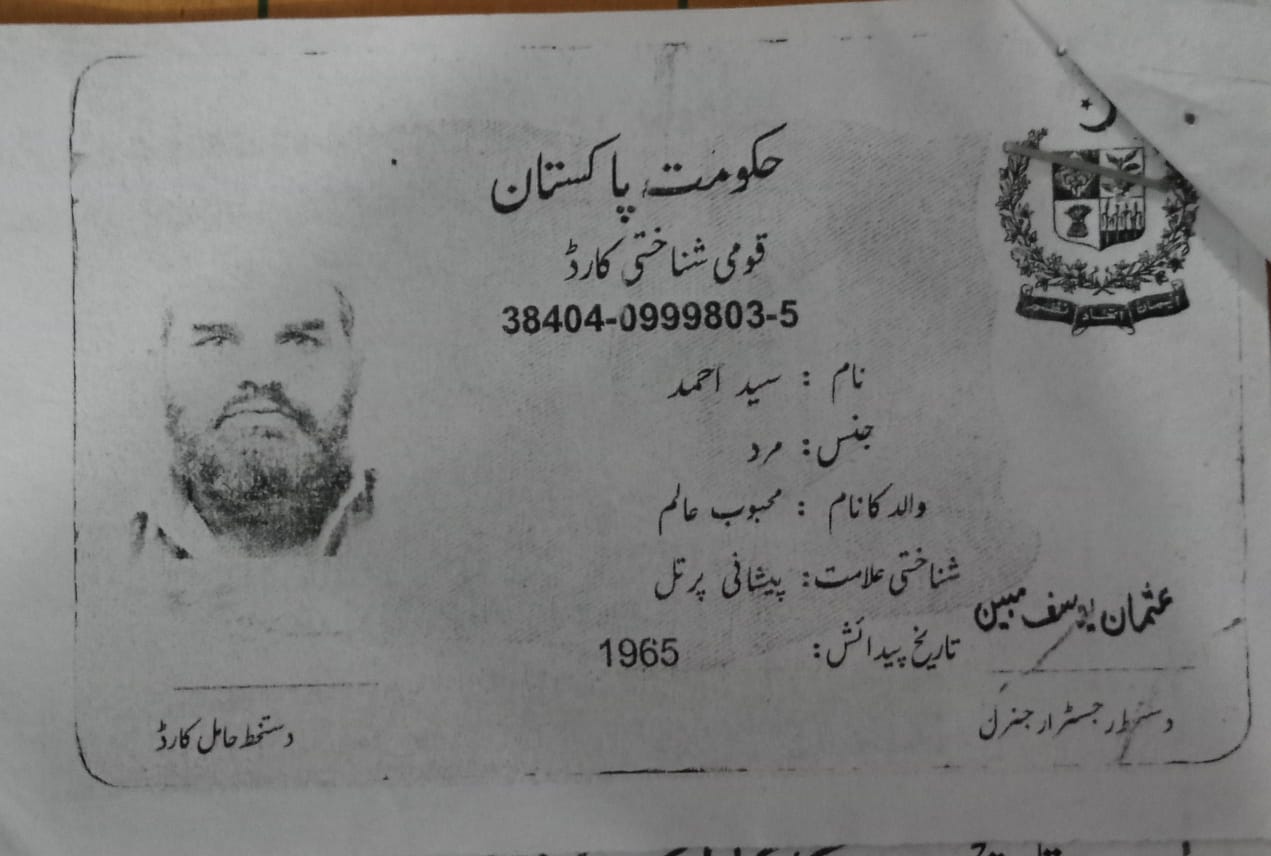 حکومت پاکستان
قومی شناختی کارڈ
38404-0999803-5
نام : سید احمد
جنس: مرد
والد کا نام : محبوب عالم
شناختی علامت: پیشانی پر تل
تاریخ پیدائش: 1965
عثمان یوسف مبین
دستخط رجسٹرار جنرل
دستخط حامل کارڈ